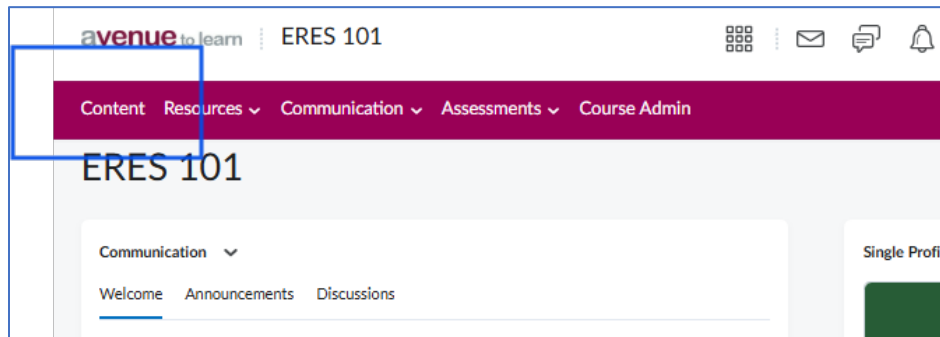 avenue to learn ERES 101
Content Resources Communication Assessments Course Admin
ERES 101
Communication
Welcome Announcements Discussions
Single Profi